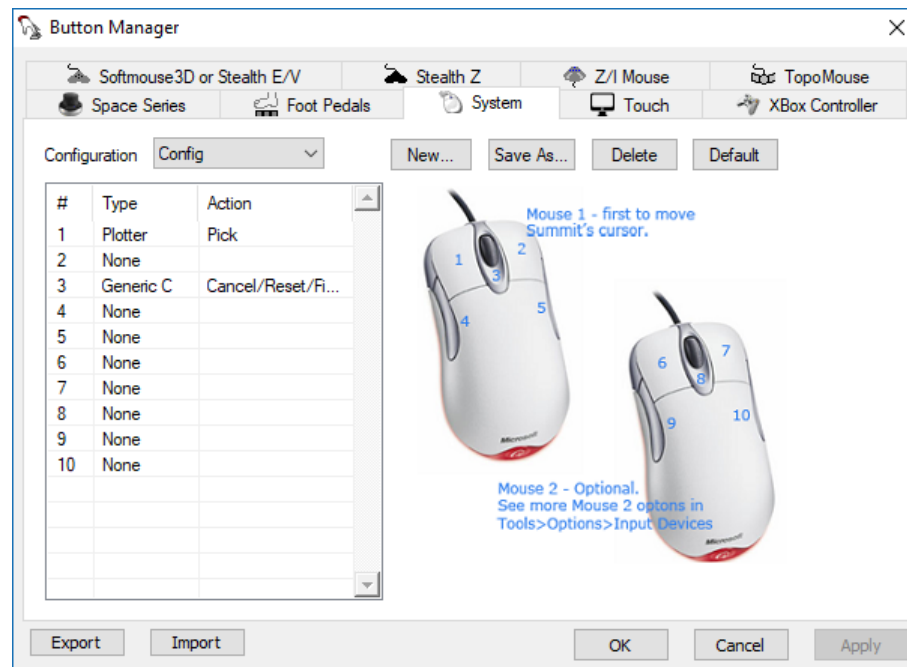 Button Manager
Softmouse3D or Stealth E/V Stealth Z Z/I Mouse TopoMouse
Space Series Foot Pedals System Touch XBox Controller
Configuration Config New... Save As... Delete Default
# Type Action
1 Plotter Pick
2 None
3 Generic C Cancel/Reset/Fi...
4 None
5 None
6 None
7 None
8 None
9 None
10 None
Mouse 1 - first to move
Summit's cursor.
1 2
3
4 5
6 7
8
9 10
Microsoft
Mouse 2 - Optional.
See more Mouse 2 optons in
Tools>Options>Input Devices
Microsoft
Export Import OK Cancel Apply